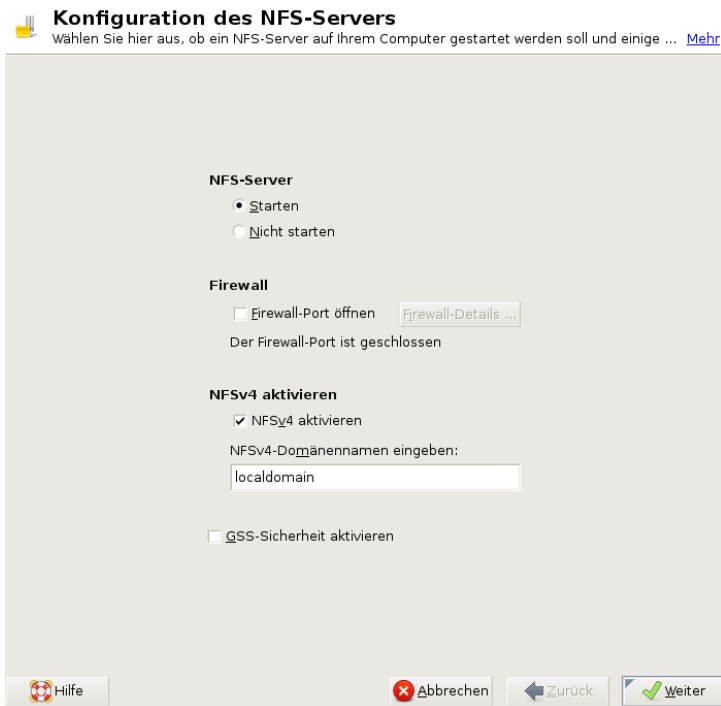 Konfiguration des NFS-Servers
Wählen Sie hier aus, ob ein NFS-Server auf Ihrem Computer gestartet werden soll und einige ... Mehr
NFS-Server
Starten
Nicht starten
Firewall
Firewall-Port öffnen Firewall-Details ...
Der Firewall-Port ist geschlossen
NFSv4 aktivieren
NFSv4 aktivieren
NFSv4-Domänennamen eingeben:
localdomain
GSS-Sicherheit aktivieren
Hilfe Abbrechen Zurück Weiter